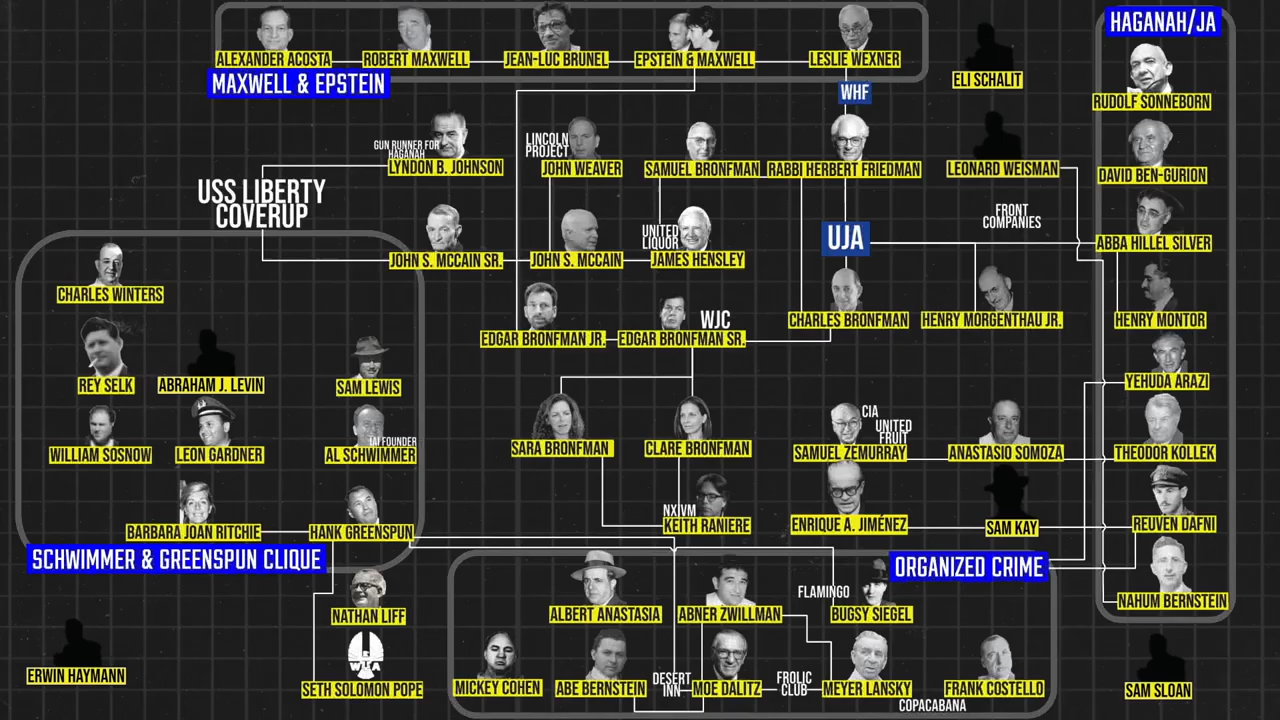 HAGANAH/JA
ALEXANDER ACOSTA
ROBERT MAXWELL
JEAN-LUC BRUNEL
EPSTEIN & MAXWELL
LESLIE WEXNER
MAXWELL & EPSTEIN
WHF
ELI SCHALIT
RUDOLF SONNEBORN
GUN RUNNER FOR
HAGANAH
LYNDON B. JOHNSON
LINCOLN
PROJECT
JOHN WEAVER
SAMUEL BRONFMAN
RABBI HERBERT FRIEDMAN
LEONARD WEISMAN
DAVID BEN-GURION
USS LIBERTY
COVERUP
FRONT
COMPANIES
UNITED
LIQUOR
UJA
ABBA HILLEL SILVER
JOHN S. MCCAIN SR.
JOHN S. MCCAIN
JAMES HENSLEY
CHARLES WINTERS
WJC
CHARLES BRONFMAN
HENRY MORGENTHAU JR.
HENRY MONTOR
EDGAR BRONFMAN JR.
EDGAR BRONFMAN SR.
REY SELK
ABRAHAM J. LEVIN
SAM LEWIS
YEHUDA ARAZI
CIA
UNITED
FRUIT
IAI FOUNDER
WILLIAM SOSNOW
LEON GARDNER
AL SCHWIMMER
SARA BRONFMAN
CLARE BRONFMAN
SAMUEL ZEMURRAY
ANASTASIO SOMOZA
THEODOR KOLLEK
NXIVM
KEITH RANIERE
ENRIQUE A. JIMÉNEZ
SAM KAY
REUVEN DAFNI
BARBARA JOAN RITCHIE
HANK GREENSPUN
SCHWIMMER & GREENSPUN CLIQUE
ORGANIZED CRIME
NATHAN LIFF
ALBERT ANASTASIA
ABNER ZWILLMAN
FLAMINGO
BUGSY SIEGEL
NAHUM BERNSTEIN
ERWIN HAYMANN
SETH SOLOMON POPE
MICKEY COHEN
ABE BERNSTEIN
DESERT
INN
MOE DALITZ
FROLIC
CLUB
MEYER LANSKY
FRANK COSTELLO
COPACABANA
SAM SLOAN